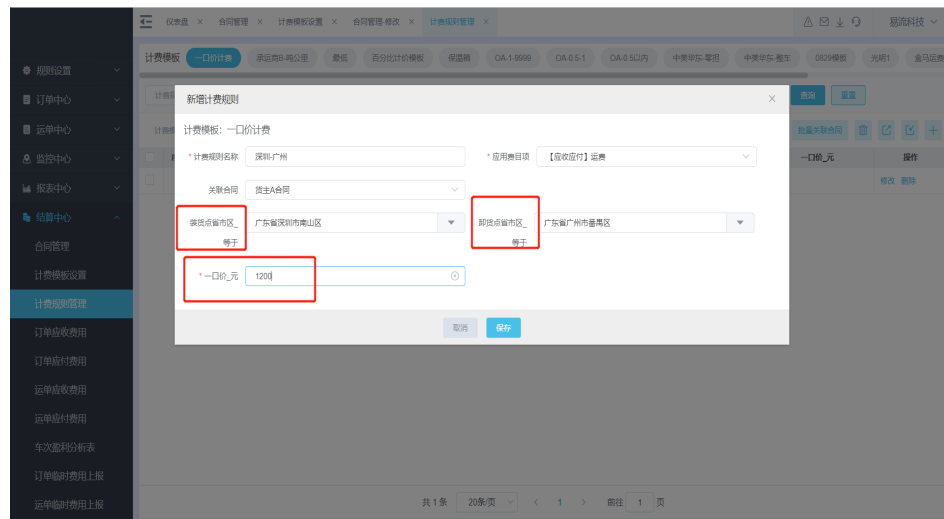 仪表盘 × 合同管理 × 计费模板设置 × 合同管理-修改 × 计费规则管理 × 易流科技
计费模板 一口价计费 承运商B-吨公里 最低 百分比计价模板 保温箱 OA-1-9999 OA-0.5-1 OA-0.5以内 中美华东-零担 中美华东-整车 0829模板 光明1 金马运费
规则设置
订单中心
运单中心
监控中心
报表中心
结算中心
合同管理
计费模板设置
计费规则管理
订单应收费用
订单应付费用
运单应收费用
运单应付费用
车次盈利分析表
订单临时费用上报
运单临时费用上报
查询 重置
批量关联合同
一口价_元 操作
修改 删除
新增计费规则 ×
计费模板：一口价计费
* 计费规则名称 深圳-广州 * 应用费目项 【应收应付】运费
关联合同 货主A合同
装货点省市区_等于 广东省深圳市南山区 卸货点省市区_等于 广东省广州市番禺区
* 一口价_元 1200
取消 保存
共 1 条 20条/页 < 1 > 前往 1 页